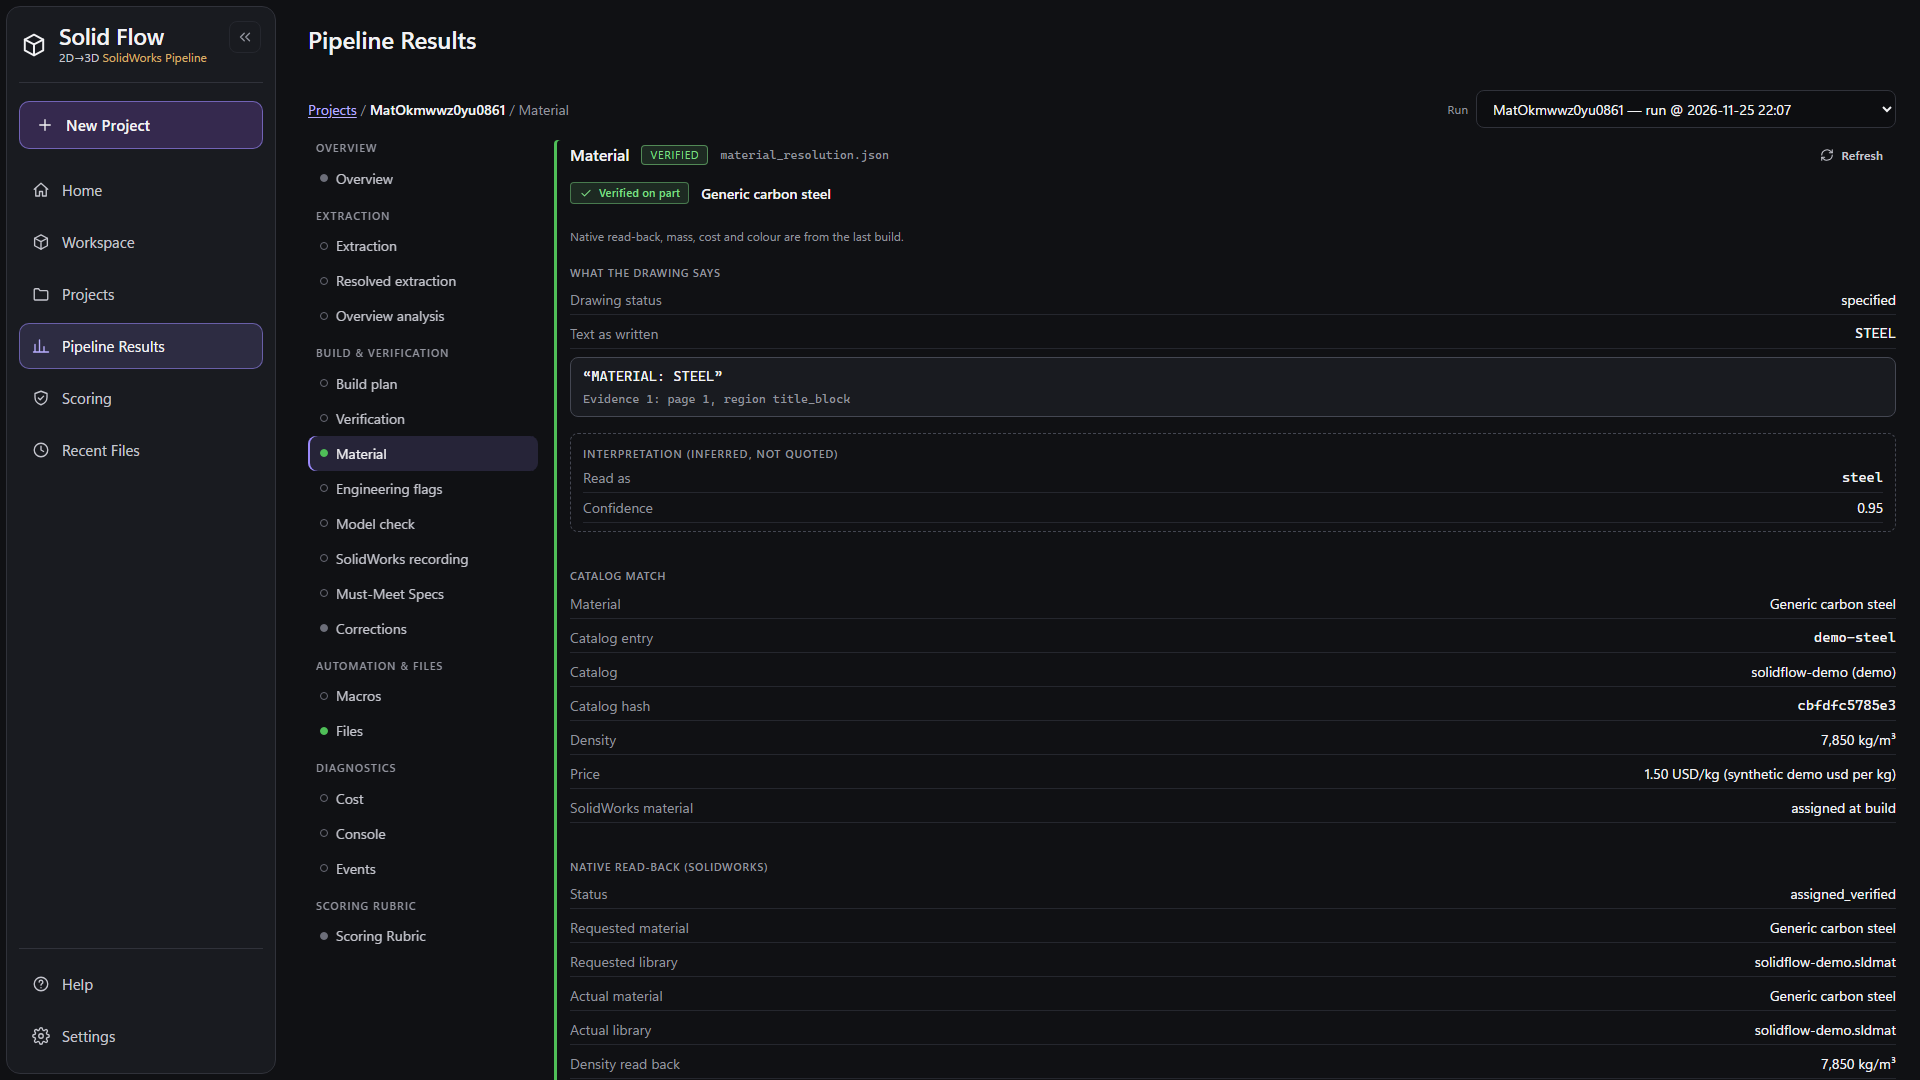 Solid Flow
2D→3D SolidWorks Pipeline
New Project
Home
Workspace
Projects
Pipeline Results
Scoring
Recent Files
Help
Settings
Pipeline Results
Projects / MatOkmwwz0yu0861 / Material
Run
MatOkmwwz0yu0861 — run @ 2026-11-25 22:07
OVERVIEW
Overview
EXTRACTION
Extraction
Resolved extraction
Overview analysis
BUILD & VERIFICATION
Build plan
Verification
Material
Engineering flags
Model check
SolidWorks recording
Must-Meet Specs
Corrections
AUTOMATION & FILES
Macros
Files
DIAGNOSTICS
Cost
Console
Events
SCORING RUBRIC
Scoring Rubric
Material VERIFIED material_resolution.json
Refresh
Verified on part Generic carbon steel
Native read-back, mass, cost and colour are from the last build.
WHAT THE DRAWING SAYS
Drawing status specified
Text as written STEEL
“MATERIAL: STEEL”
Evidence 1: page 1, region title_block
INTERPRETATION (INFERRED, NOT QUOTED)
Read as steel
Confidence 0.95
CATALOG MATCH
Material Generic carbon steel
Catalog entry demo-steel
Catalog solidflow-demo (demo)
Catalog hash cbfdfc5785e3
Density 7,850 kg/m³
Price 1.50 USD/kg (synthetic demo usd per kg)
SolidWorks material assigned at build
NATIVE READ-BACK (SOLIDWORKS)
Status assigned_verified
Requested material Generic carbon steel
Requested library solidflow-demo.sldmat
Actual material Generic carbon steel
Actual library solidflow-demo.sldmat
Density read back 7,850 kg/m³